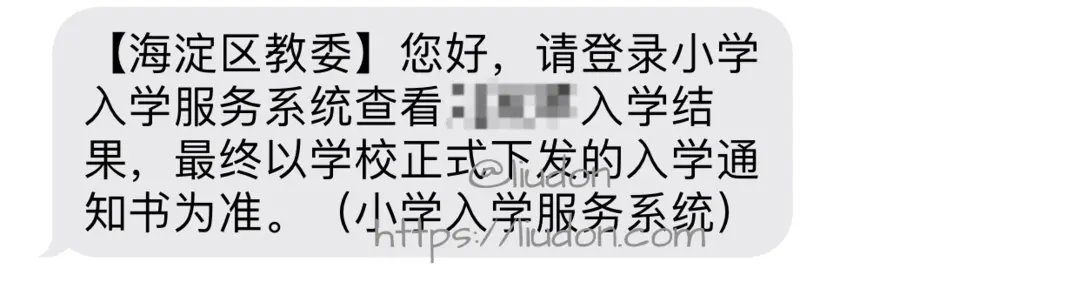 【海淀区教委】您好，请登录小学
入学服务系统查看 入学结
果，最终以学校正式下发的入学通
知书为准。（小学入学服务系统）
@liudon
https://liudon.com